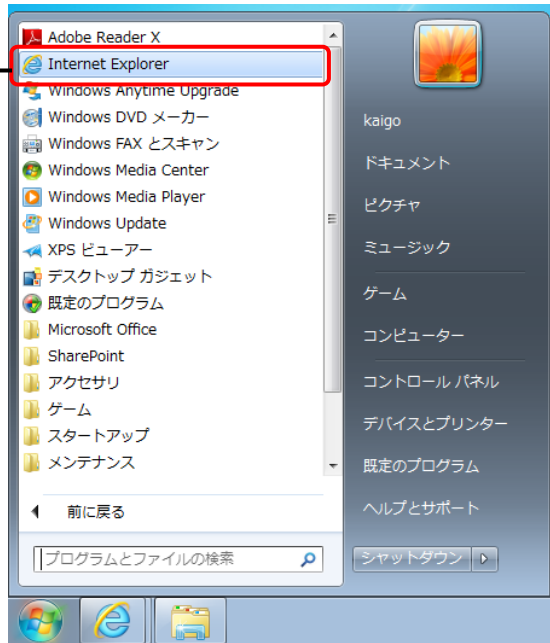 Adobe Reader X
Internet Explorer
Windows Anytime Upgrade
Windows DVD メーカー
Windows FAX とスキャン
Windows Media Center
Windows Media Player
Windows Update
XPS ビューアー
デスクトップ ガジェット
既定のプログラム
Microsoft Office
SharePoint
アクセサリ
ゲーム
スタートアップ
メンテナンス
前に戻る
プログラムとファイルの検索
kaigo
ドキュメント
ピクチャ
ミュージック
ゲーム
コンピューター
コントロール パネル
デバイスとプリンター
既定のプログラム
ヘルプとサポート
シャットダウン